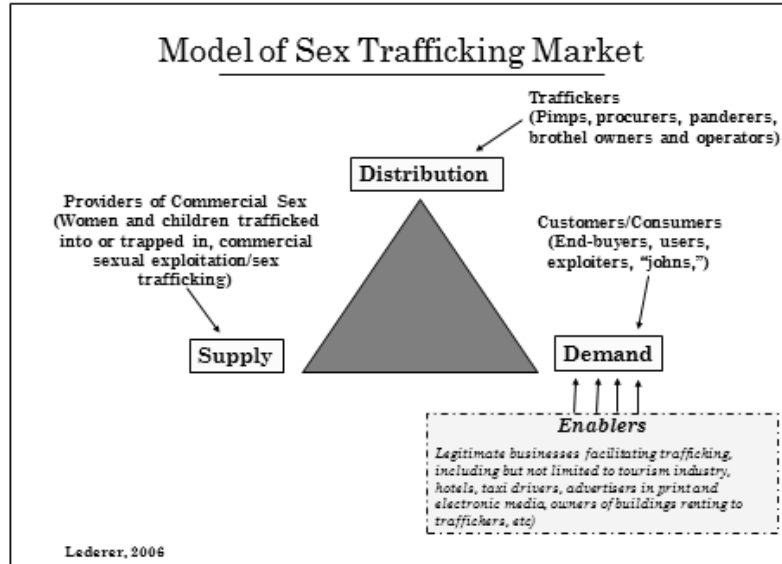 Model of Sex Trafficking Market
Traffickers
(Pimps, procurers, panderers,
brothel owners and operators)
Distribution
Providers of Commercial Sex
(Women and children trafficked
into or trapped in, commercial
sexual exploitation/sex
trafficking)
Customers/Consumers
(End-buyers, users,
exploiters, “johns,”)
Supply
Demand
Enablers
Legitimate businesses facilitating trafficking,
including but not limited to tourism industry,
hotels, taxi drivers, advertisers in print and
electronic media, owners of buildings renting to
traffickers, etc)
Lederer, 2006